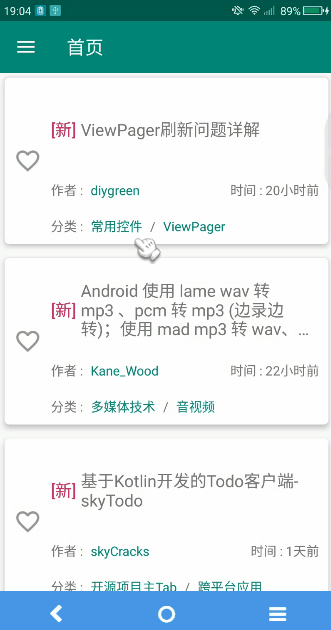 19:04
89%
首页
[新] ViewPager刷新问题详解
作者 : diygreen 时间 : 20小时前
分类 : 常用控件 / ViewPager
Android 使用 lame wav 转
[新] mp3 、pcm 转 mp3 (边录边
转)；使用 mad mp3 转 wav、...
作者 : Kane_Wood 时间 : 22小时前
分类 : 多媒体技术 / 音视频
[新] 基于Kotlin开发的Todo客户端-
skyTodo
作者 : skyCracks 时间 : 1天前
分类 : 开源项目主Tab / 跨平台应用